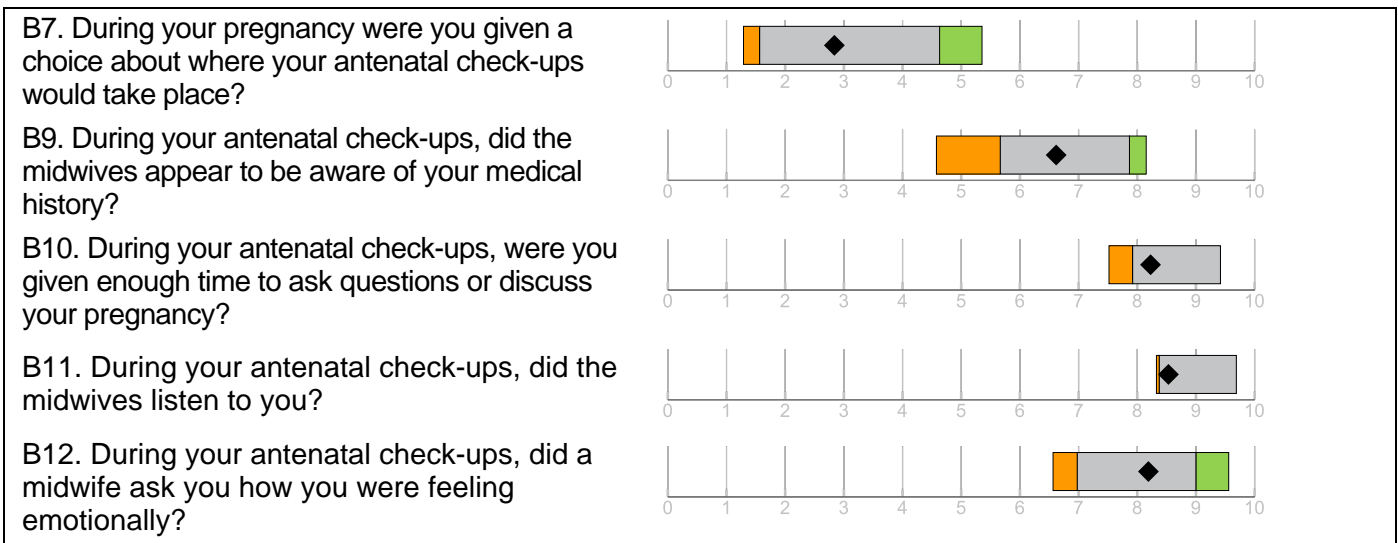 B7. During your pregnancy were you given a
choice about where your antenatal check-ups
would take place?
0 1 2 3 4 5 6 7 8 9 10
B9. During your antenatal check-ups, did the
midwives appear to be aware of your medical
history?
0 1 2 3 4 5 6 7 8 9 10
B10. During your antenatal check-ups, were you
given enough time to ask questions or discuss
your pregnancy?
0 1 2 3 4 5 6 7 8 9 10
B11. During your antenatal check-ups, did the
midwives listen to you?
0 1 2 3 4 5 6 7 8 9 10
B12. During your antenatal check-ups, did a
midwife ask you how you were feeling
emotionally?
0 1 2 3 4 5 6 7 8 9 10